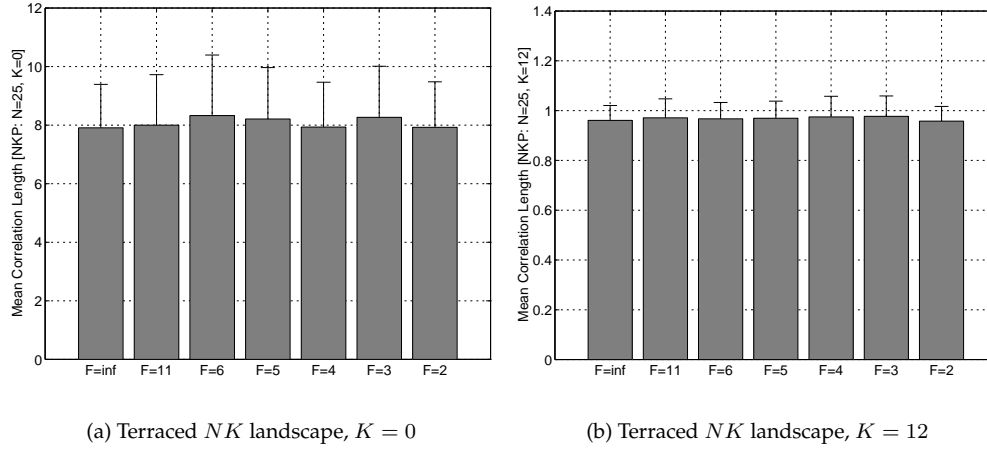 Mean Correlation Length [NKP: N=25, K=0]
12
10
8
6
4
2
0
F=inf F=11 F=6 F=5 F=4 F=3 F=2
(a) Terraced NK landscape, K = 0
Mean Correlation Length [NKP: N=25, K=12]
1.4
1.2
1
0.8
0.6
0.4
0.2
0
F=inf F=11 F=6 F=5 F=4 F=3 F=2
(b) Terraced NK landscape, K = 12